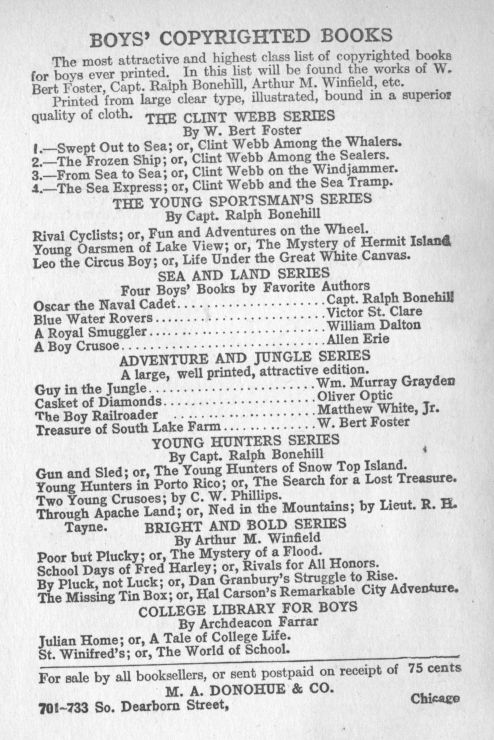 BOYS' COPYRIGHTED BOOKS
The most attractive and highest class list of copyrighted books
for boys ever printed. In this list will be found the works of W.
Bert Foster, Capt. Ralph Bonehill, Arthur M. Winfield, etc.
Printed from large clear type, illustrated, bound in a superior
quality of cloth. THE CLINT WEBB SERIES
By W. Bert Foster
1.—Swept Out to Sea; or, Clint Webb Among the Whalers.
2.—The Frozen Ship; or, Clint Webb Among the Sealers.
3.—From Sea to Sea; or, Clint Webb on the Windjammer.
4.—The Sea Express; or, Clint Webb and the Sea Tramp.
THE YOUNG SPORTSMAN'S SERIES
By Capt. Ralph Bonehill
Rival Cyclists; or, Fun and Adventures on the Wheel.
Young Oarsmen of Lake View; or, The Mystery of Hermit Island
Leo the Circus Boy; or, Life Under the Great White Canvas.
SEA AND LAND SERIES
Four Boys' Books by Favorite Authors
Oscar the Naval Cadet.....................Capt. Ralph Bonehill
Blue Water Rovers........................Victor St. Clare
A Royal Smuggler.........................William Dalton
A Boy Crusoe.............................Allen Erie
ADVENTURE AND JUNGLE SERIES
A large, well printed, attractive edition.
Guy in the Jungle.......................Wm. Murray Grayden
Casket of Diamonds.....................Oliver Optic
The Boy Railroader ....................Matthew White, Jr.
Treasure of South Lake Farm.............W. Bert Foster
YOUNG HUNTERS SERIES
By Capt. Ralph Bonehill
Gun and Sled; or, The Young Hunters of Snow Top Island.
Young Hunters in Porto Rico; or, The Search for a Lost Treasure.
Two Young Crusoes; by C. W. Phillips.
Through Apache Land; or, Ned in the Mountains; by Lieut. R. H.
Tayne. BRIGHT AND BOLD SERIES
By Arthur M. Winfield
Poor but Plucky; or, The Mystery of a Flood.
School Days of Fred Harley; or, Rivals for All Honors.
By Pluck, not Luck; or, Dan Granbury's Struggle to Rise.
The Missing Tin Box; or, Hal Carson's Remarkable City Adventure.
COLLEGE LIBRARY FOR BOYS
By Archdeacon Farrar
Julian Home; or, A Tale of College Life.
St. Winifred's; or, The World of School.
For sale by all booksellers, or sent postpaid on receipt of 75 cents
M. A. DONOHUE & CO.
701-733 So. Dearborn Street, Chicago